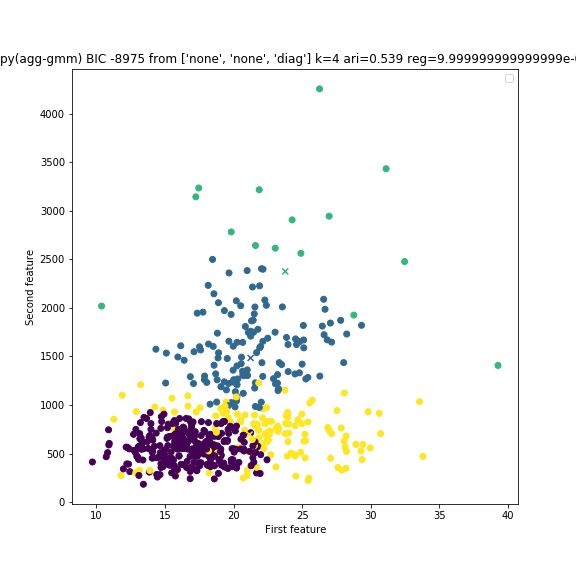 py(agg-gmm) BIC -8975 from ['none', 'none', 'diag'] k=4 ari=0.539 reg=9.999999999999999e-
4000
3500
3000
2500
2000
1500
1000
500
0
Second feature
10 15 20 25 30 35 40
First feature